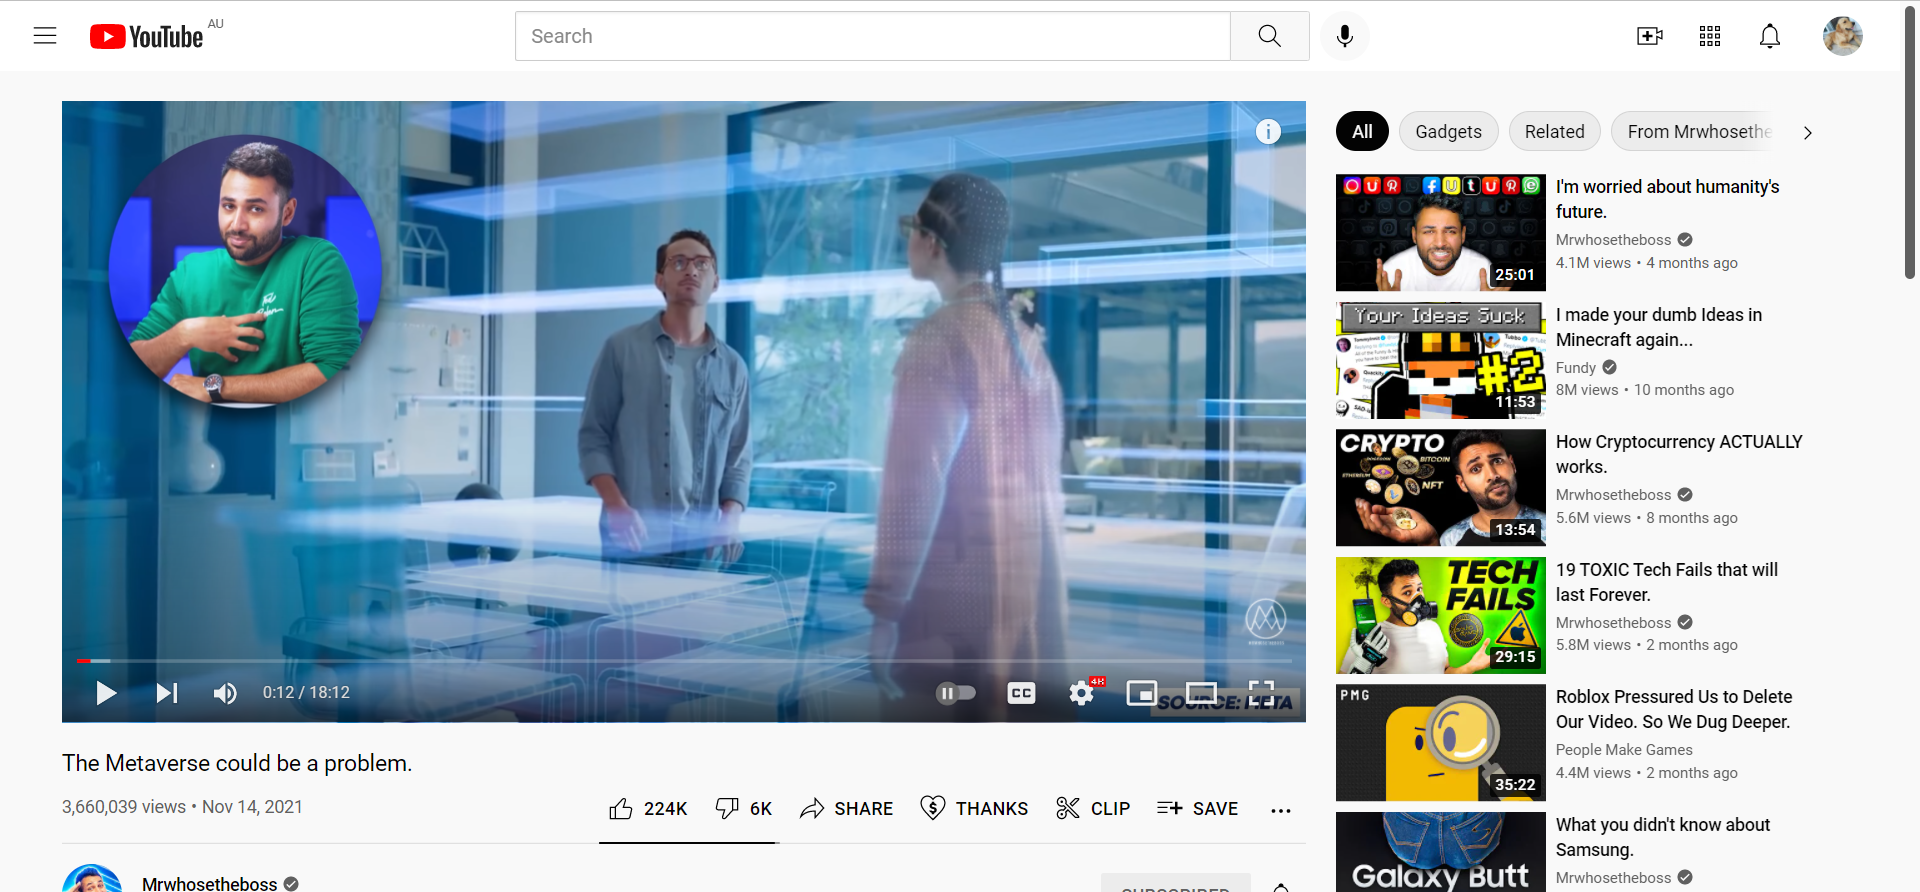 YouTube AU
Search
SOURCE: META
0:12 / 18:12
CC
4K
The Metaverse could be a problem.
3,660,039 views • Nov 14, 2021
224K
6K
SHARE
THANKS
CLIP
SAVE
Mrwhosetheboss
SUBSCRIBED
All
Gadgets
Related
From Mrwhosethe
25:01
I'm worried about humanity's
future.
Mrwhosetheboss
4.1M views • 4 months ago
Your Ideas Suck
#2
11:53
I made your dumb Ideas in
Minecraft again...
Fundy
8M views • 10 months ago
CRYPTO
BITCOIN
ETHEREUM
NFT
13:54
How Cryptocurrency ACTUALLY
works.
Mrwhosetheboss
5.6M views • 8 months ago
TECH
FAILS
29:15
19 TOXIC Tech Fails that will
last Forever.
Mrwhosetheboss
5.8M views • 2 months ago
PMG
35:22
Roblox Pressured Us to Delete
Our Video. So We Dug Deeper.
People Make Games
4.4M views • 2 months ago
Galaxy Butt
What you didn't know about
Samsung.
Mrwhosetheboss